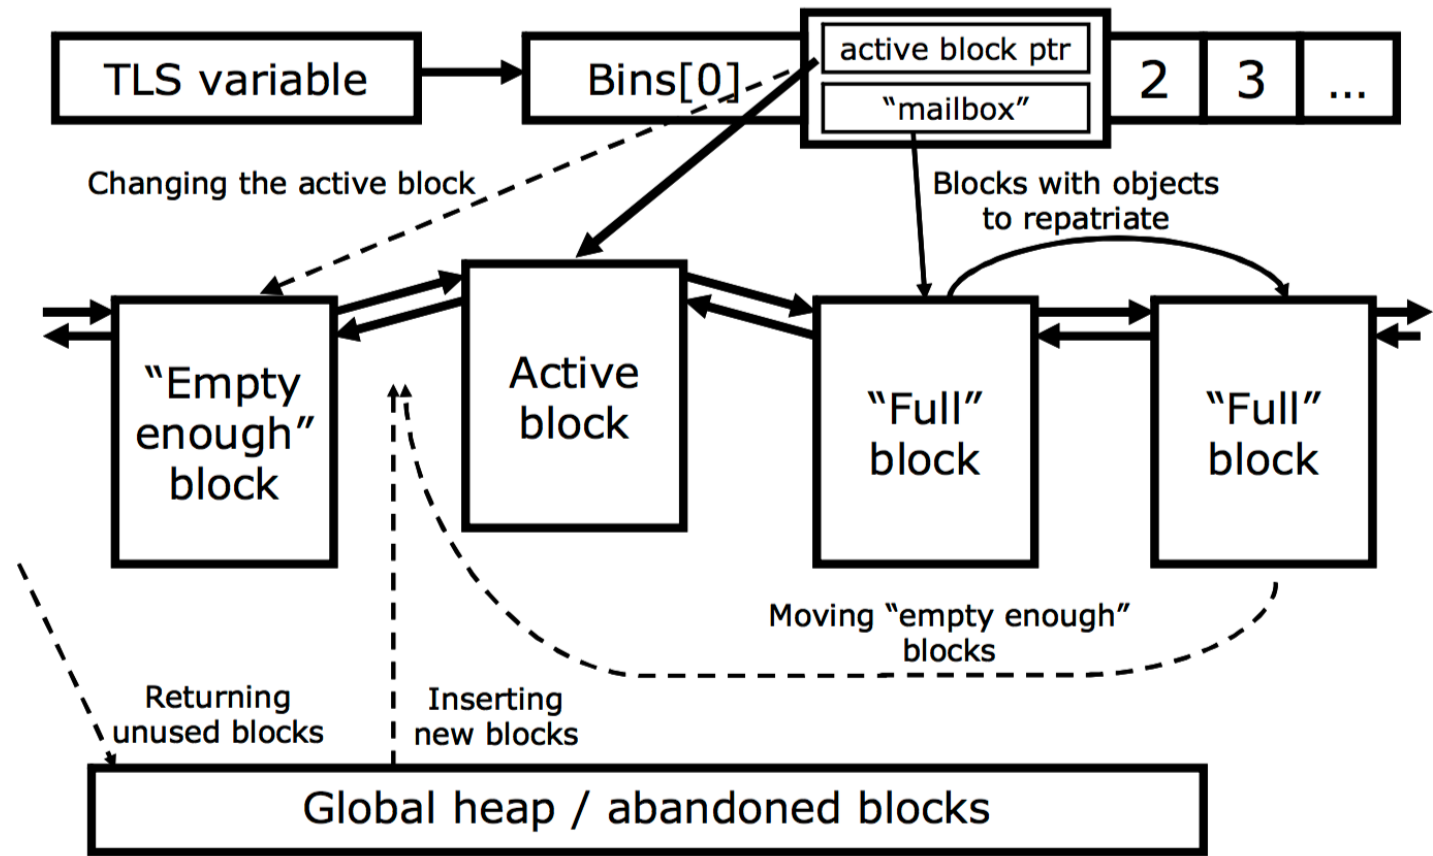 TLS variable
Bins[0]
active block ptr
“mailbox”
2
3
...
Changing the active block
Blocks with objects
to repatriate
“Empty
enough”
block
Active
block
“Full”
block
“Full”
block
Moving “empty enough”
blocks
Returning
unused blocks
Inserting
new blocks
Global heap / abandoned blocks